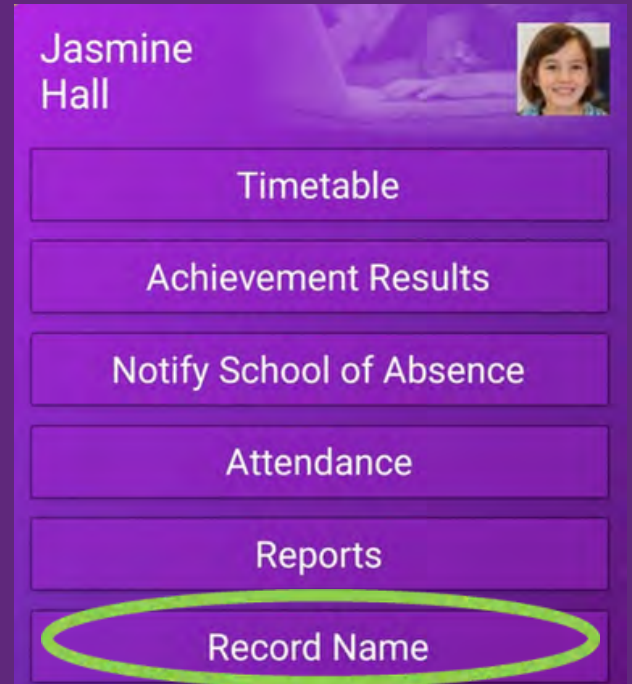 Jasmine
Hall
Timetable
Achievement Results
Notify School of Absence
Attendance
Reports
Record Name